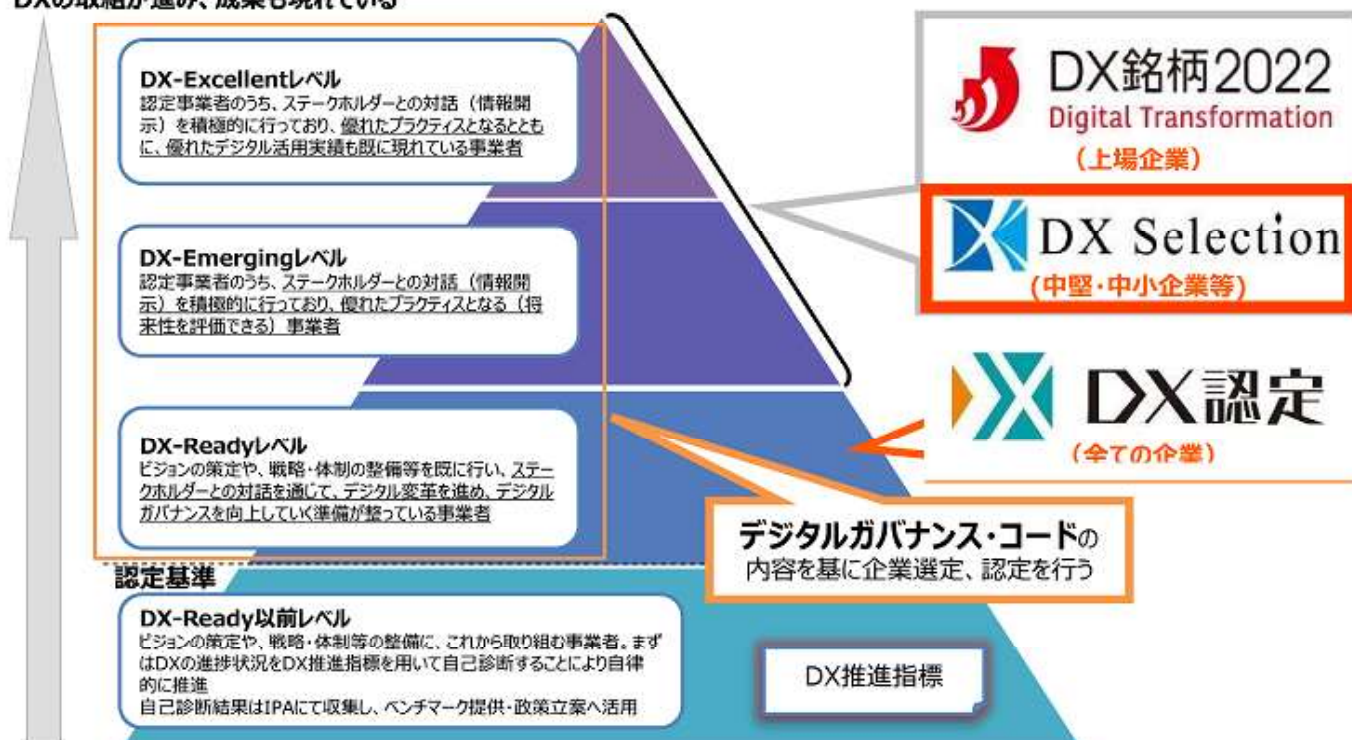 DXの取組が進み、成果も現れている
DX-Excellentレベル
認定事業者のうち、ステークホルダーとの対話（情報開
示）を積極的に行っており、優れたプラクティスとなるととも
に、優れたデジタル活用実績も既に現れている事業者
DX-Emergingレベル
認定事業者のうち、ステークホルダーとの対話（情報開
示）を積極的に行っており、優れたプラクティスとなる（将
来性を評価できる）事業者
DX-Readyレベル
ビジョンの策定や、戦略・体制の整備等を既に行い、ステー
クホルダーとの対話を通じて、デジタル変革を進め、デジタル
ガバナンスを向上していく準備が整っている事業者
認定基準
DX-Ready以前レベル
ビジョンの策定や、戦略・体制等の整備に、これから取り組む事業者。まず
はDXの進捗状況をDX推進指標を用いて自己診断することにより自律
的に推進
自己診断結果はIPAにて収集し、ベンチマーク提供・政策立案へ活用
DX銘柄2022
Digital Transformation
（上場企業）
DX Selection
(中堅・中小企業等)
DX認定
（全ての企業）
デジタルガバナンス・コードの
内容を基に企業選定、認定を行う
DX推進指標